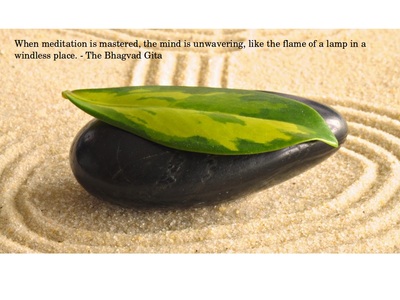 When meditation is mastered, the mind is unwavering, like the flame of a lamp in a
windless place. - The Bhagvad Gita